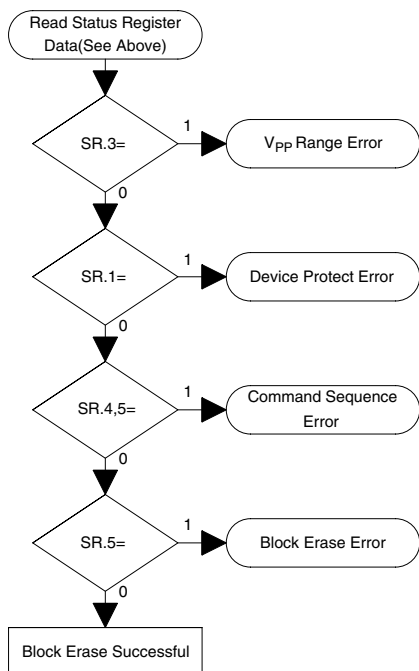 Read Status Register
Data(See Above)
SR.3=
1
VPP Range Error
0
SR.1=
1
Device Protect Error
0
SR.4,5=
1
Command Sequence
Error
0
SR.5=
1
Block Erase Error
0
Block Erase Successful